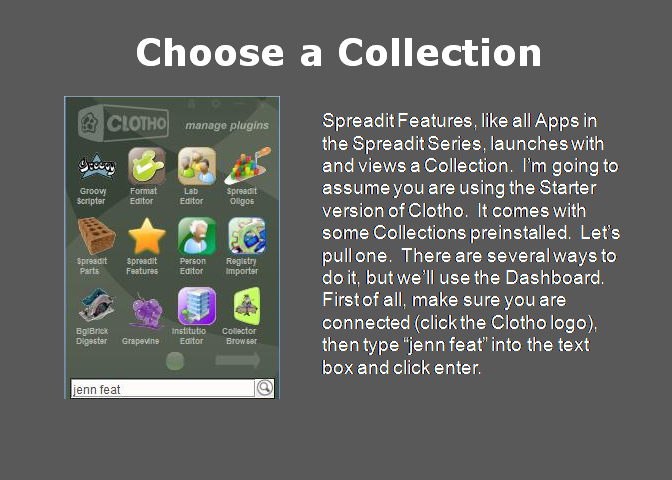 Choose a Collection
CLOTHO
manage plugins
Groovy Scripter
Format Editor
Lab Editor
Spreadit Oligos
Spreadit Parts
Spreadit Features
Person Editor
Registry Importer
BglBrick Digester
Grapevine
Institutio Editor
Collector Browser
jenn feat
Spreadit Features, like all Apps in
the Spreadit Series, launches with
and views a Collection.  I’m going to
assume you are using the Starter
version of Clotho.  It comes with
some Collections preinstalled.  Let’s
pull one.  There are several ways to
do it, but we’ll use the Dashboard.
First of all, make sure you are
connected (click the Clotho logo),
then type “jenn feat” into the text
box and click enter.